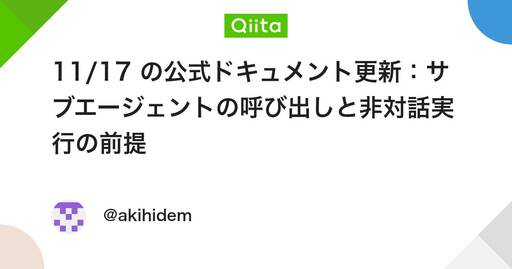 Qiita
11/17 の公式ドキュメント更新：サ
ブエージェントの呼び出しと非対話実
行の前提
@akihidem